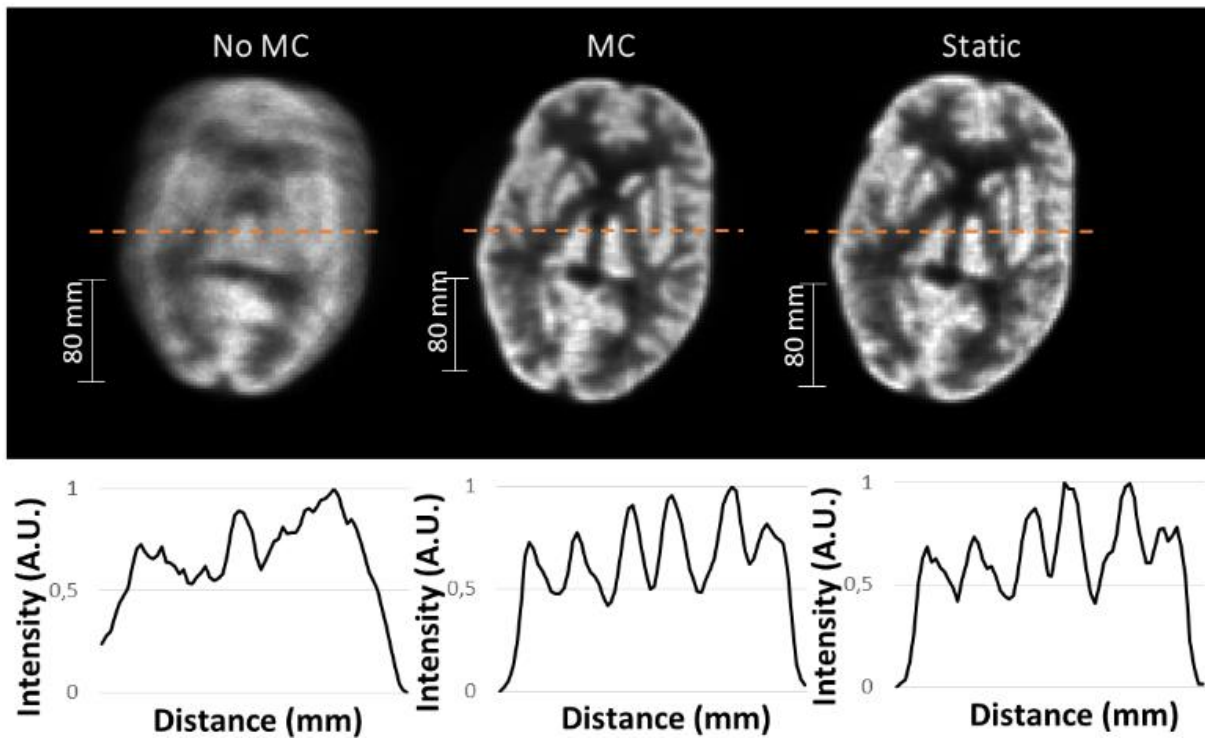 No MC
MC
Static
80 mm
80 mm
80 mm
Intensity (A.U.)
1
0,5
0
Distance (mm)
Intensity (A.U.)
1
0,5
0
Distance (mm)
Intensity (A.U.)
1
0,5
0
Distance (mm)